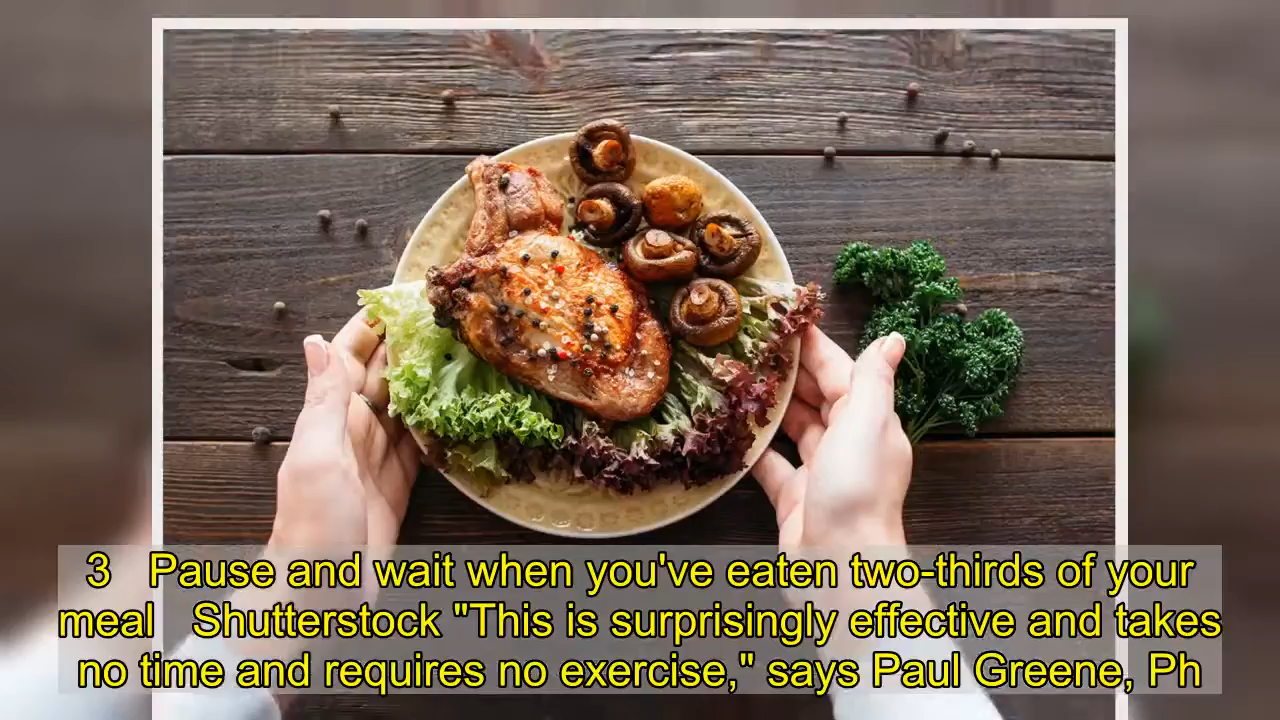 3   Pause and wait when you've eaten two-thirds of your
meal   Shutterstock "This is surprisingly effective and takes
no time and requires no exercise," says Paul Greene, Ph